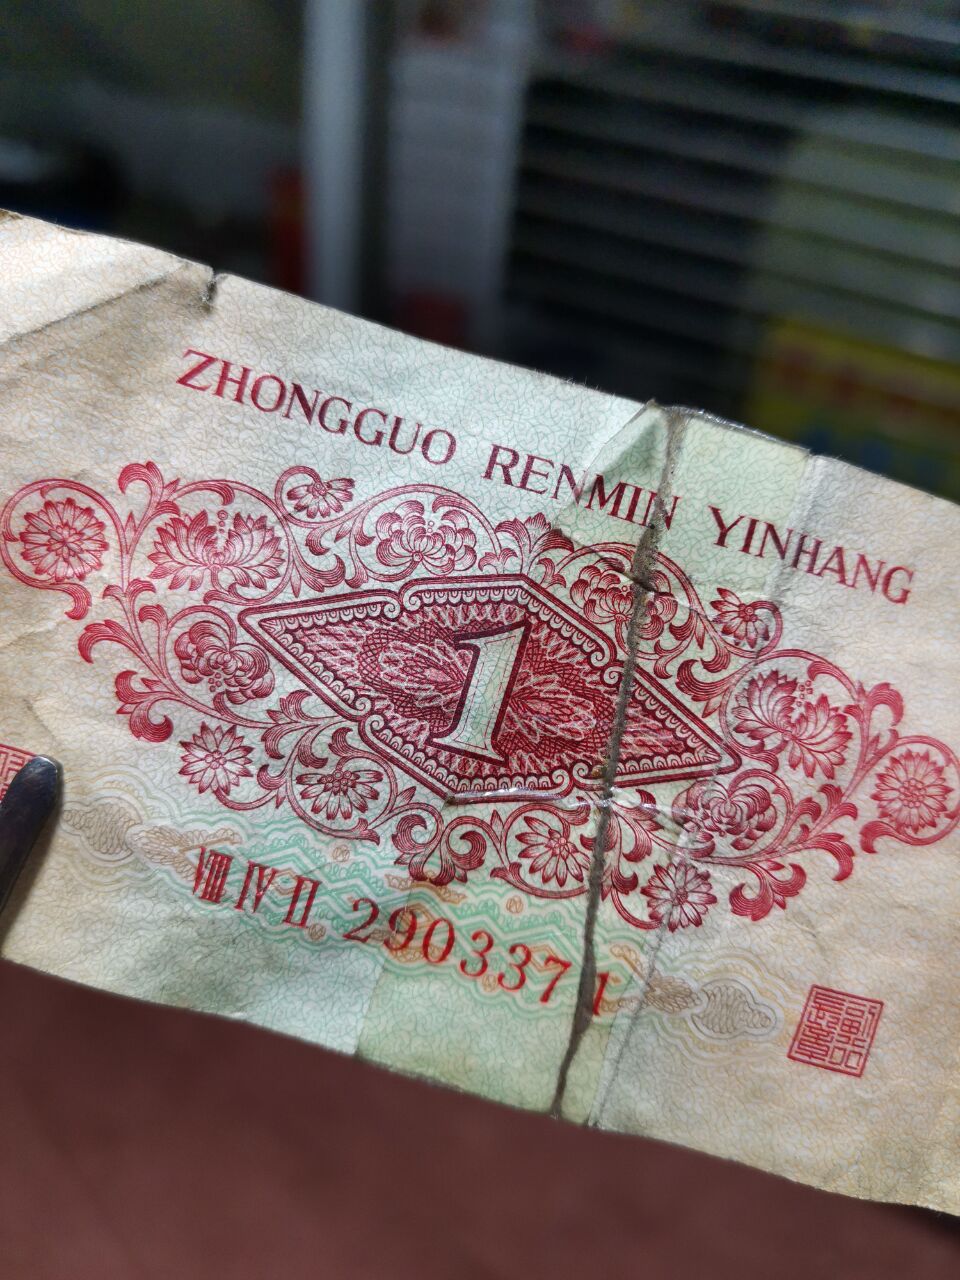 ZHONGGUO RENMIN YINHANG
1
VIII IV II 2903371